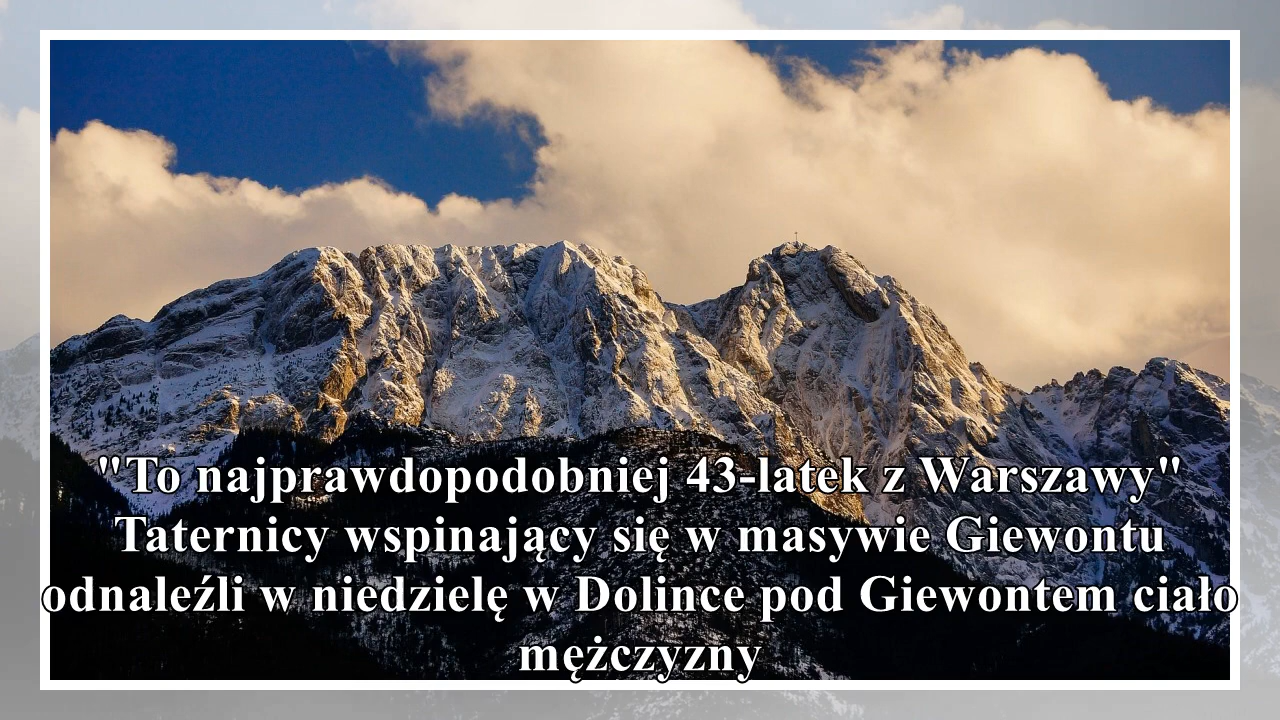 "To najprawdopodobniej 43-latek z Warszawy"
Taternicy wspinający się w masywie Giewontu
odnaleźli w niedzielę w Dolince pod Giewontem ciało
mężczyzny